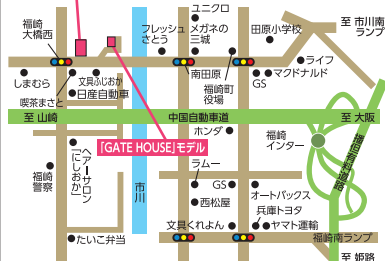 福崎
大橋西
フレッシュ
さとう
ユニクロ
メガネの
三城
田原小学校
至 市川南
ランプ
しまむら
文具ふじおか
喫茶まさと
日産自動車
南田原
福崎町
役場
GS
マクドナルド
ライフ
至 山崎
中国自動車道
至 大阪
ホンダ
福崎
インター
播但有料道路
「GATE HOUSE」モデル
福崎
警察
ヘアーサロン
「にしおか」
市川
ラムー
GS
西松屋
オートバックス
兵庫トヨタ
文具くれよん
ヤマト運輸
たいこ弁当
福崎南ランプ
至 姫路